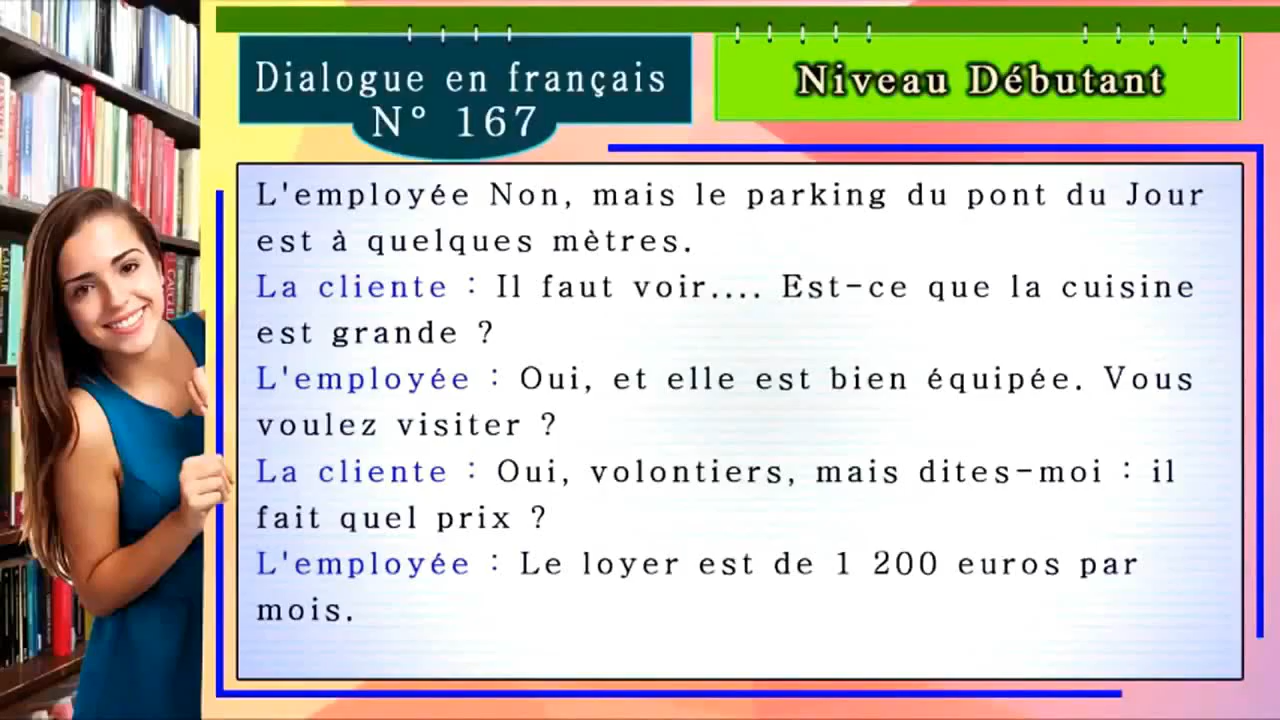 Dialogue en français
N° 167
Niveau Débutant
L'employée Non, mais le parking du pont du Jour
est à quelques mètres.
La cliente : Il faut voir.... Est-ce que la cuisine
est grande ?
L'employée : Oui, et elle est bien équipée. Vous
voulez visiter ?
La cliente : Oui, volontiers, mais dites-moi : il
fait quel prix ?
L'employée : Le loyer est de 1 200 euros par
mois.